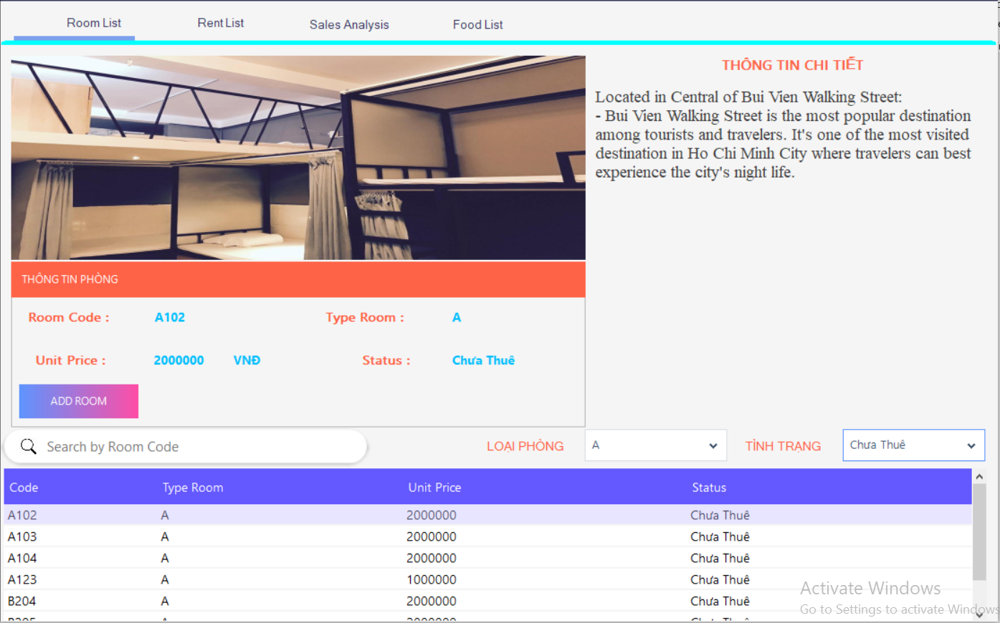 Room List
Rent List
Sales Analysis
Food List
THÔNG TIN CHI TIẾT
Located in Central of Bui Vien Walking Street:
- Bui Vien Walking Street is the most popular destination
among tourists and travelers. It's one of the most visited
destination in Ho Chi Minh City where travelers can best
experience the city's night life.
THÔNG TIN PHÒNG
Room Code : A102 Type Room : A
Unit Price : 2000000 VNĐ Status : Chưa Thuê
ADD ROOM
Search by Room Code LOẠI PHÒNG A TÌNH TRẠNG Chưa Thuê
Code Type Room Unit Price Status
A102 A 2000000 Chưa Thuê
A103 A 2000000 Chưa Thuê
A104 A 2000000 Chưa Thuê
A123 A 1000000 Chưa Thuê
B204 A 2000000 Chưa Thuê
Activate Windows
Go to Settings to activate Windows